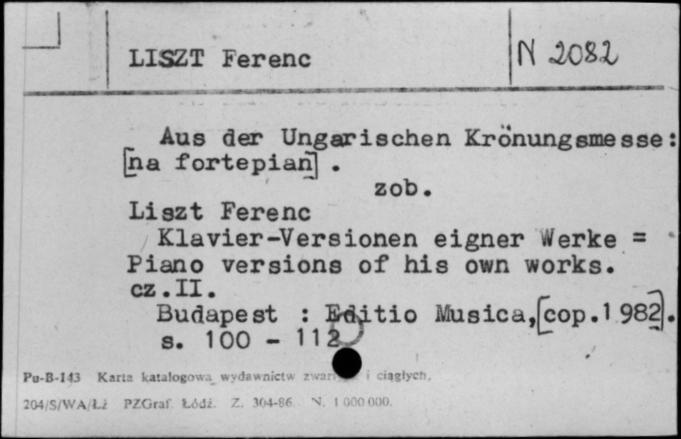 LISZT Ferenc
N 2082
Aus der Ungarischen Krönungsmesse:
[na fortepian] .
zob.
Liszt Ferenc
Klavier-Versionen eigner Werke =
Piano versions of his own works.
cz.II.
Budapest : Editio Musica,[cop.1982].
s. 100 - 112
Pu-B-143 Karta katalogowa wydawnictw i ciągłych.
204/S/WA/Łż PZGraf. Łódź. Z. 304-86. N. 1 000 000.